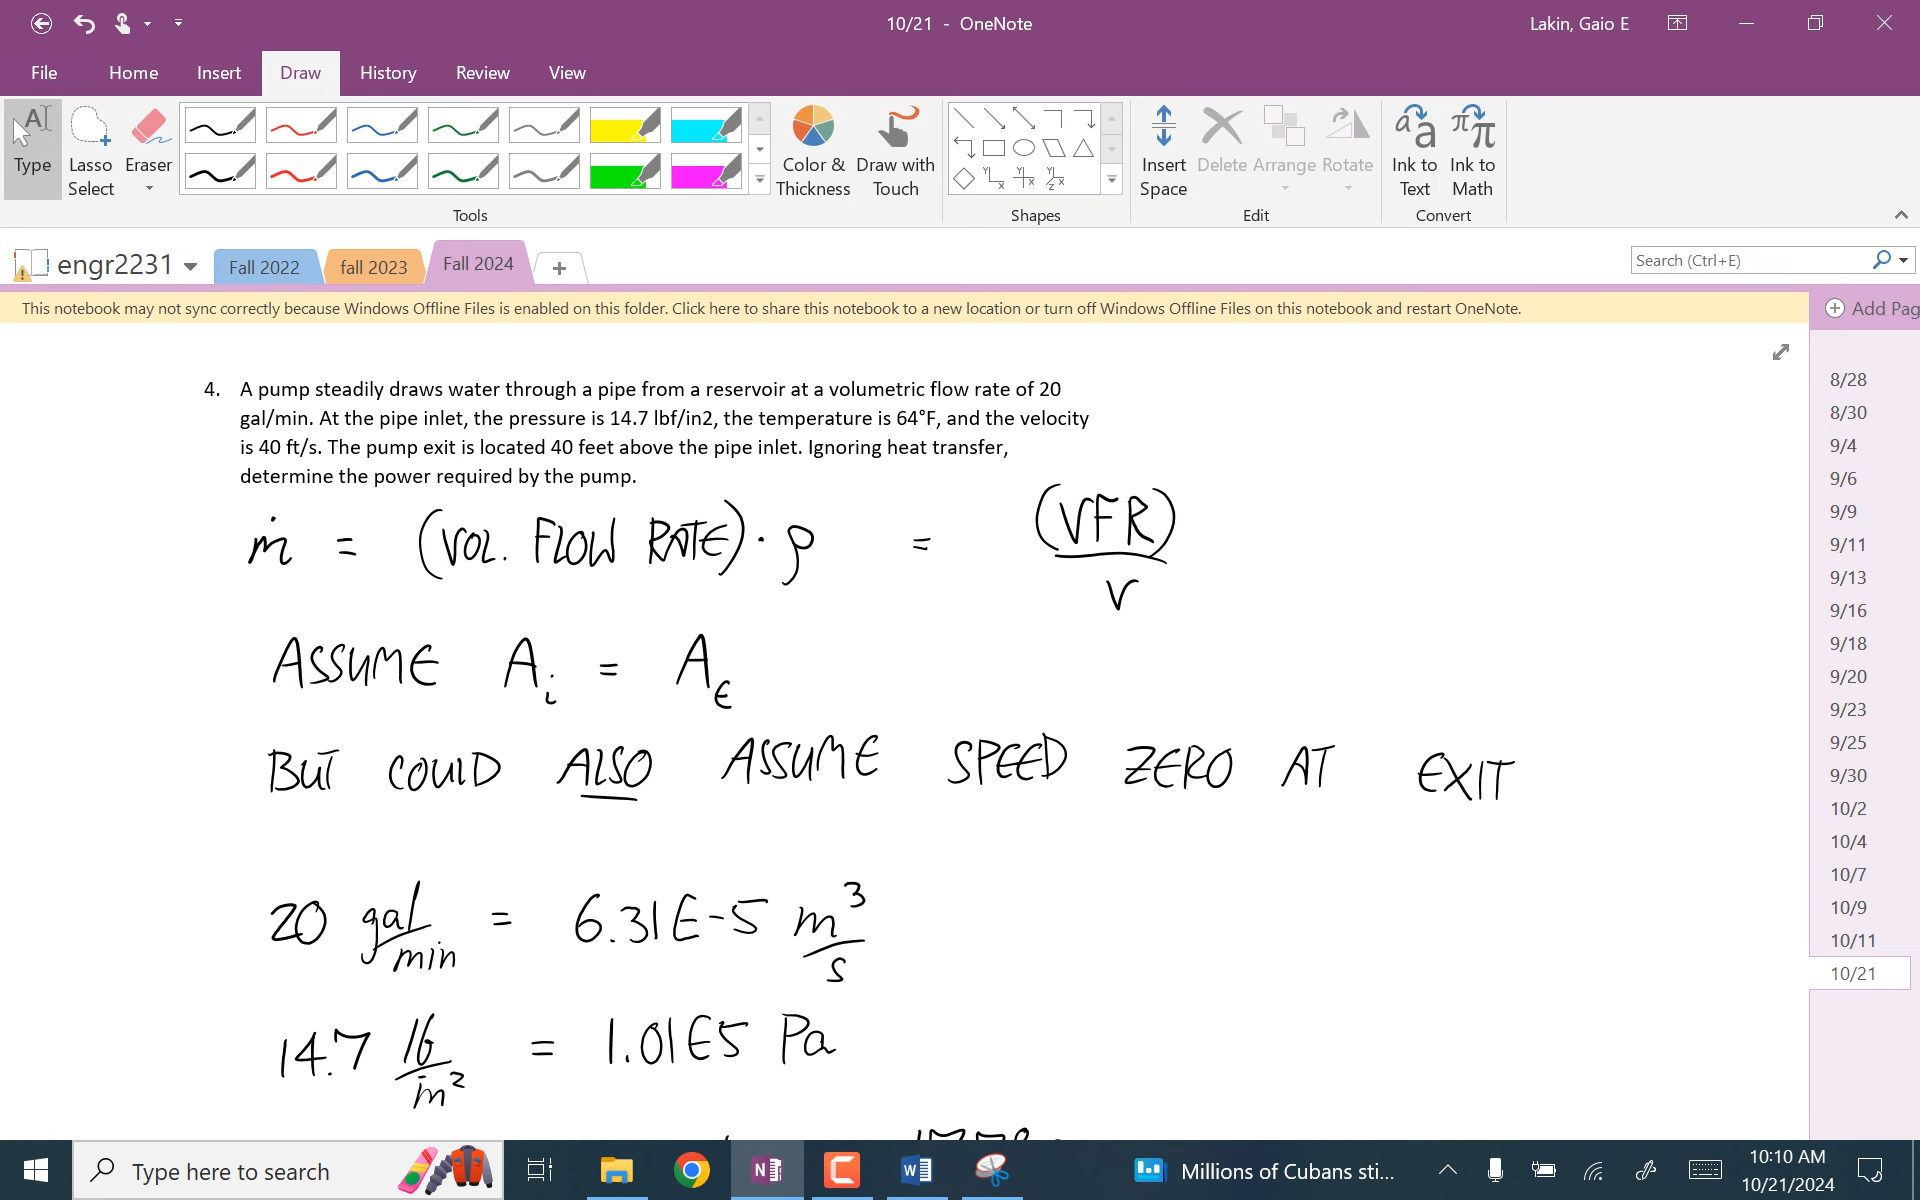 10/21 - OneNote
Lakin, Gaio E
File Home Insert Draw History Review View
Type
Lasso Select
Eraser
Color & Thickness
Draw with Touch
Insert Space
Delete
Arrange
Rotate
Ink to Text
Ink to Math
Tools Shapes Edit Convert
engr2231
Fall 2022
fall 2023
Fall 2024
Search (Ctrl+E)
This notebook may not sync correctly because Windows Offline Files is enabled on this folder. Click here to share this notebook to a new location or turn off Windows Offline Files on this notebook and restart OneNote.
Add Pag
4. A pump steadily draws water through a pipe from a reservoir at a volumetric flow rate of 20
gal/min. At the pipe inlet, the pressure is 14.7 lbf/in2, the temperature is 64°F, and the velocity
is 40 ft/s. The pump exit is located 40 feet above the pipe inlet. Ignoring heat transfer,
determine the power required by the pump.
ṁ = (VOL. FLOW RATE) · ρ = (VFR) / v
ASSUME A_i = A_E
BUT COULD ALSO ASSUME SPEED ZERO AT EXIT
20 gal/min = 6.31E-5 m³/s
14.7 lb/in² = 1.01E5 Pa
8/28
8/30
9/4
9/6
9/9
9/11
9/13
9/16
9/18
9/20
9/23
9/25
9/30
10/2
10/4
10/7
10/9
10/11
10/21
Type here to search
Millions of Cubans sti...
10:10 AM
10/21/2024